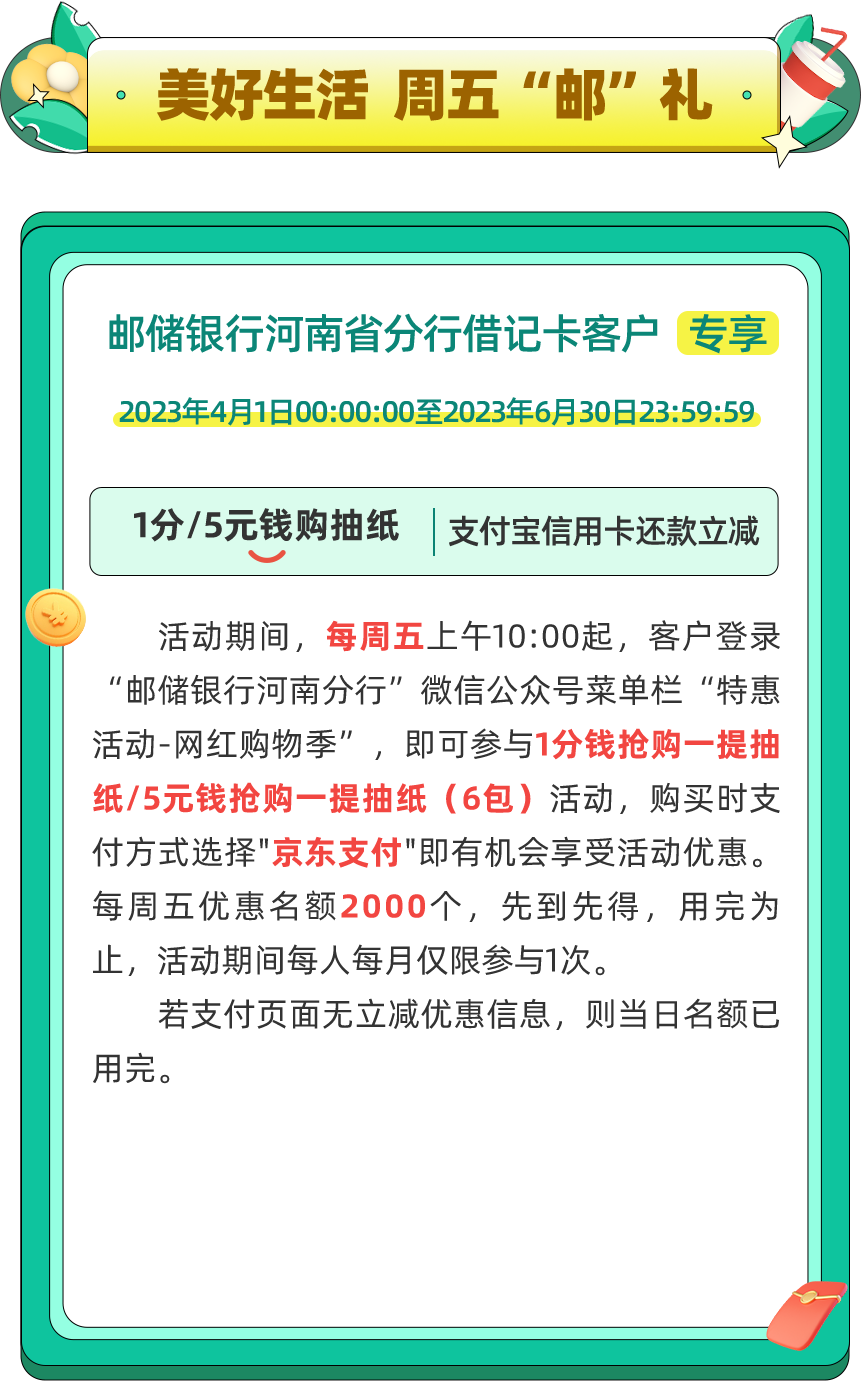 美好生活 周五“邮”礼
邮储银行河南省分行借记卡客户 专享
2023年4月1日00:00:00至2023年6月30日23:59:59
1分/5元钱购抽纸
支付宝信用卡还款立减
活动期间，每周五上午10:00起，客户登录
“邮储银行河南分行”微信公众号菜单栏“特惠
活动-网红购物季”，即可参与1分钱抢购一提抽
纸/5元钱抢购一提抽纸（6包）活动，购买时支
付方式选择"京东支付"即有机会享受活动优惠。
每周五优惠名额2000个，先到先得，用完为
止，活动期间每人每月仅限参与1次。
若支付页面无立减优惠信息，则当日名额已
用完。